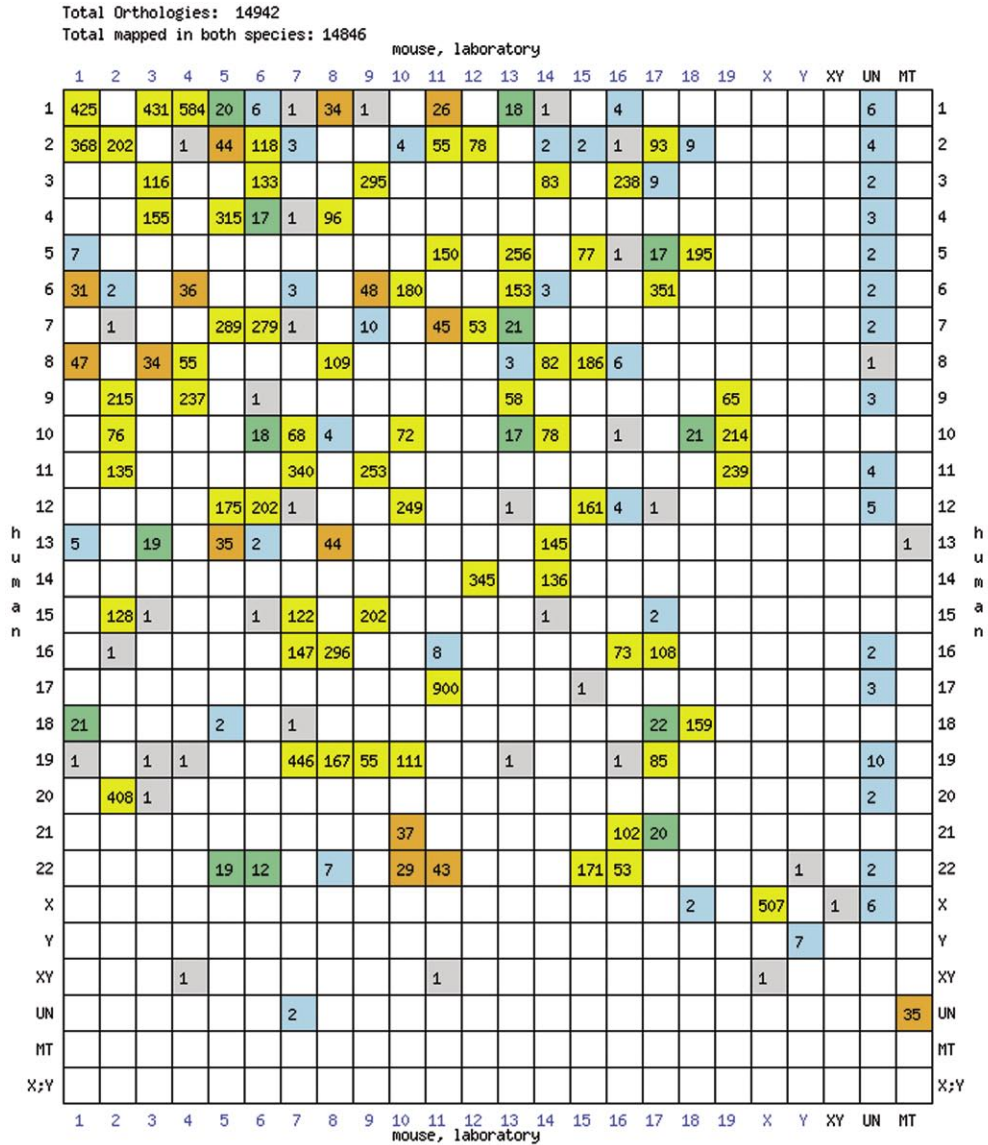 Total Orthologies: 14942
Total mapped in both species: 14846
mouse, laboratory
1 2 3 4 5 6 7 8 9 10 11 12 13 14 15 16 17 18 19 X Y XY UN MT
1 425 431 584 20 6 1 34 1 26 18 1 4 6 1
2 368 202 1 44 118 3 4 55 78 2 2 1 93 9 4 2
3 116 133 295 83 238 9 2 3
4 155 315 17 1 96 3 4
5 7 150 256 77 1 17 195 2 5
6 31 2 36 3 48 180 153 3 351 2 6
7 1 289 279 1 10 45 53 21 2 7
8 47 34 55 109 3 82 186 6 1 8
9 215 237 1 58 65 3 9
10 76 18 68 4 72 17 78 1 21 214 10
11 135 340 253 239 4 11
12 175 202 1 249 1 161 4 1 5 12
13 5 19 35 2 44 145 1 13
14 345 136 14
15 128 1 1 122 202 1 2 15
16 1 147 296 8 73 108 2 16
17 900 1 3 17
18 21 2 1 22 159 18
19 1 1 1 446 167 55 111 1 1 85 10 19
20 408 1 2 20
21 37 102 20 21
22 19 12 7 29 43 171 53 1 2 22
X 2 507 1 6 X
Y 7 Y
XY 1 1 1 XY
UN 2 35 UN
MT MT
X;Y X;Y
human
human
1 2 3 4 5 6 7 8 9 10 11 12 13 14 15 16 17 18 19 X Y XY UN MT
mouse, laboratory